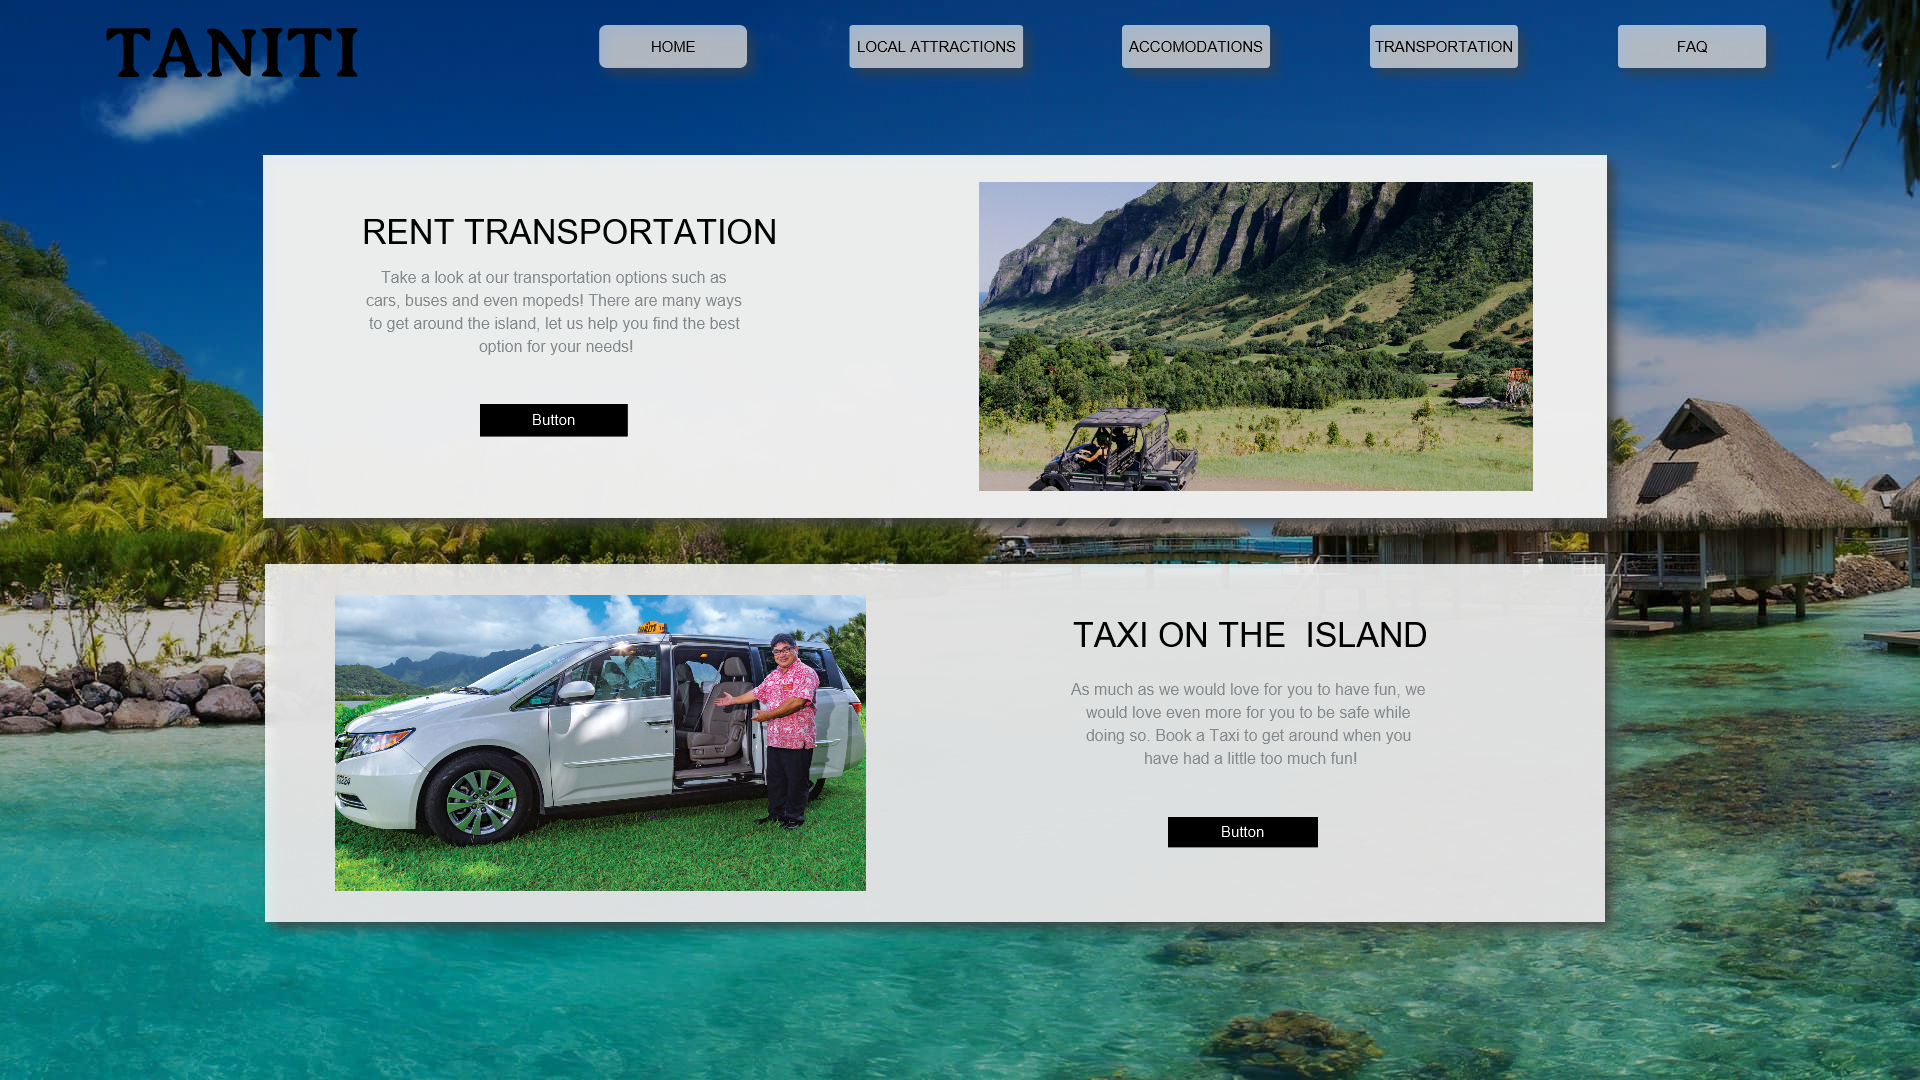 TANITI
HOME
LOCAL ATTRACTIONS
ACCOMODATIONS
TRANSPORTATION
FAQ
RENT TRANSPORTATION
Take a look at our transportation options such as
cars, buses and even mopeds! There are many ways
to get around the island, let us help you find the best
option for your needs!
Button
TAXI ON THE  ISLAND
As much as we would love for you to have fun, we
would love even more for you to be safe while
doing so. Book a Taxi to get around when you
have had a little too much fun!
Button